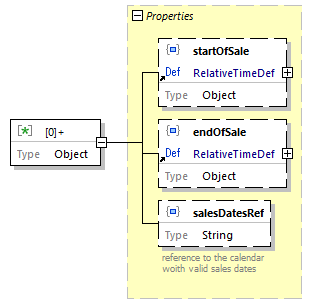 Properties
startOfSale
Def RelativeTimeDef
Type Object
[0]+
Type Object
endOfSale
Def RelativeTimeDef
Type Object
salesDatesRef
Type String
reference to the calendar
woith valid sales dates